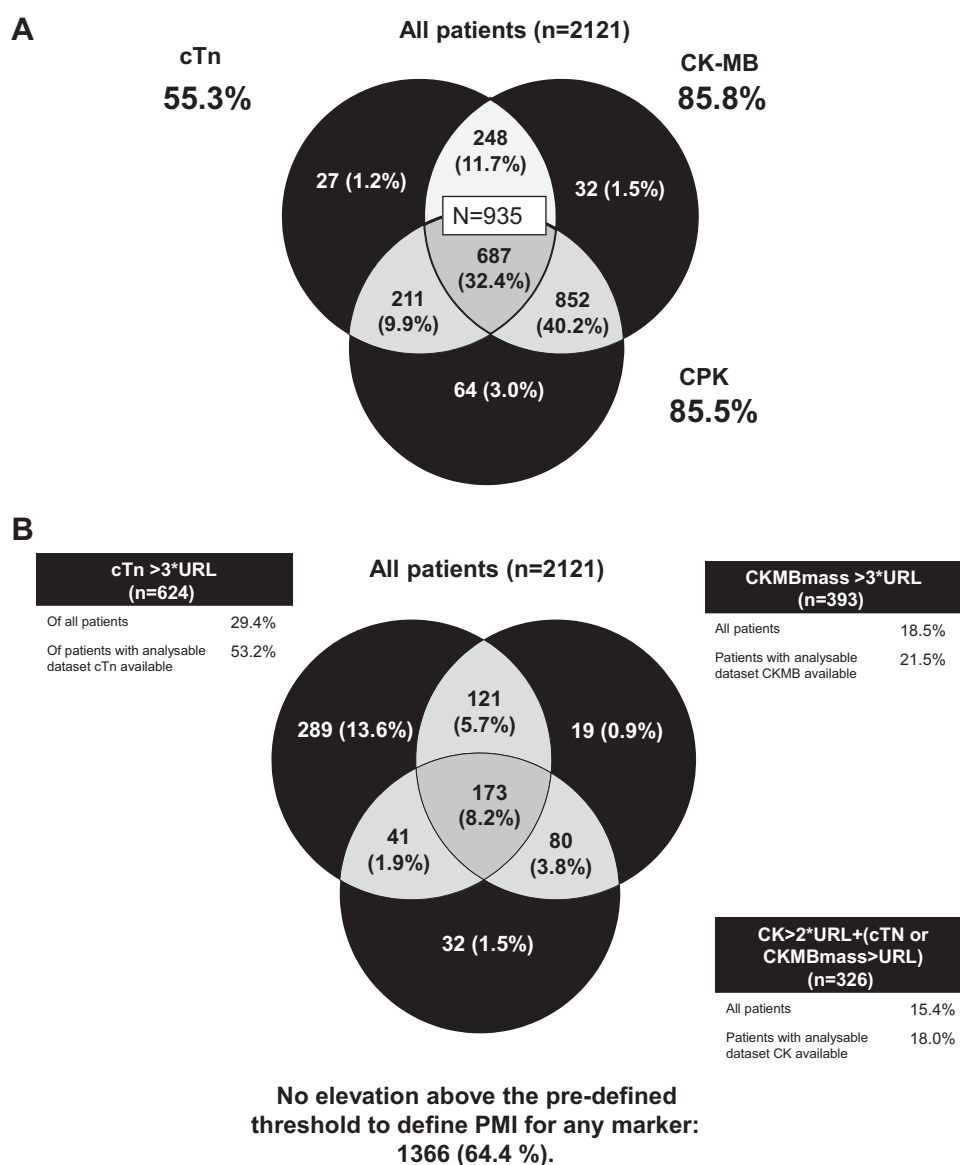 A
All patients (n=2121)
cTn
55.3%
CK-MB
85.8%
248
(11.7%)
27 (1.2%)
32 (1.5%)
N=935
687
(32.4%)
211
(9.9%)
852
(40.2%)
64 (3.0%)
CPK
85.5%
B
cTn >3*URL
(n=624)
Of all patients 29.4%
Of patients with analysable
dataset cTn available 53.2%
All patients (n=2121)
CKMBmass >3*URL
(n=393)
All patients 18.5%
Patients with analysable
dataset CKMB available 21.5%
121
(5.7%)
289 (13.6%)
19 (0.9%)
173
(8.2%)
41
(1.9%)
80
(3.8%)
32 (1.5%)
CK>2*URL+(cTN or
CKMBmass>URL)
(n=326)
All patients 15.4%
Patients with analysable
dataset CK available 18.0%
No elevation above the pre-defined
threshold to define PMI for any marker:
1366 (64.4 %).